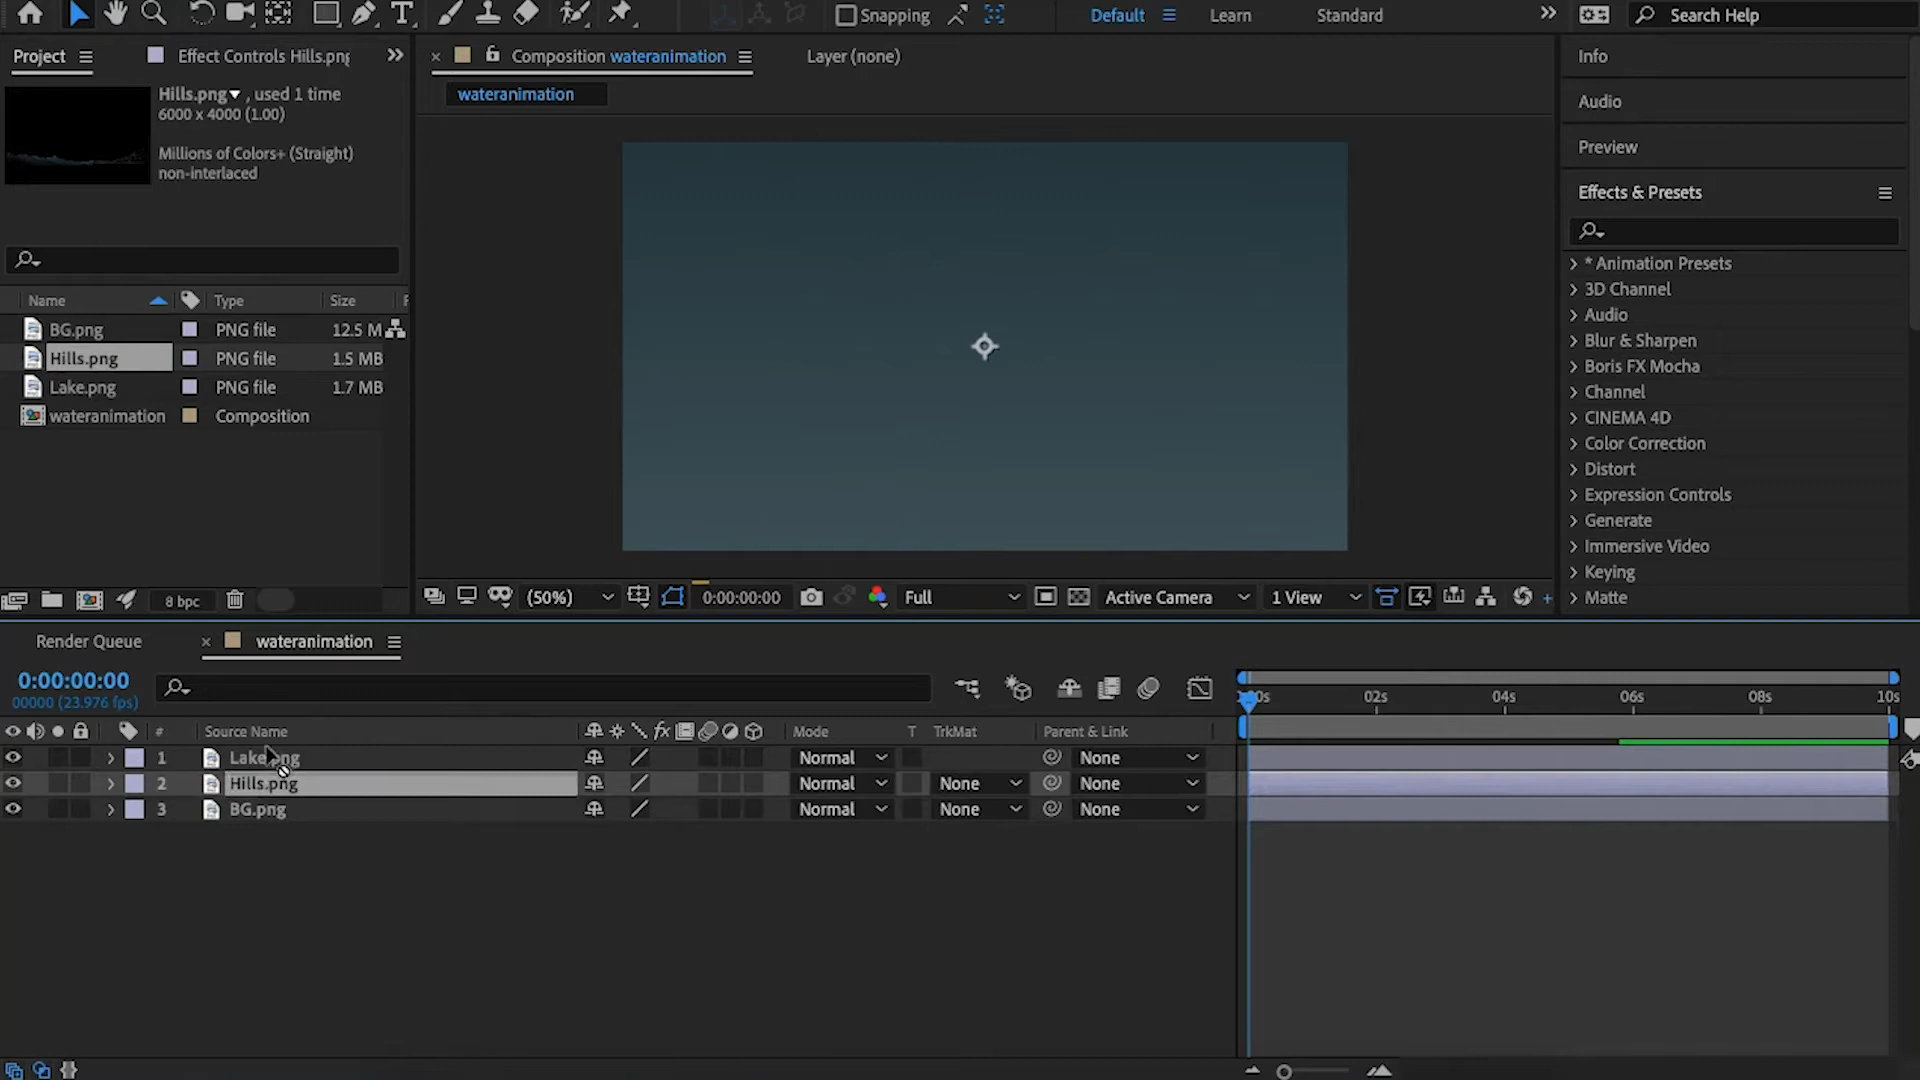 Snapping
Default
Learn
Standard
Search Help
Project
Effect Controls Hills.png
Composition wateranimation
Layer (none)
wateranimation
Hills.png , used 1 time
6000 x 4000 (1.00)
Millions of Colors+ (Straight)
non-interlaced
Name
Type
Size
BG.png
PNG file
12.5 M
Hills.png
PNG file
1.5 MB
Lake.png
PNG file
1.7 MB
wateranimation
Composition
8 bpc
(50%)
0:00:00:00
Full
Active Camera
1 View
Info
Audio
Preview
Effects & Presets
* Animation Presets
3D Channel
Audio
Blur & Sharpen
Boris FX Mocha
Channel
CINEMA 4D
Color Correction
Distort
Expression Controls
Generate
Immersive Video
Keying
Matte
Render Queue
wateranimation
0:00:00:00
00000 (23.976 fps)
02s
04s
06s
08s
10s
#
Source Name
fx
Mode
T
TrkMat
Parent & Link
1
Lake.png
Normal
None
2
Hills.png
Normal
None
None
3
BG.png
Normal
None
None